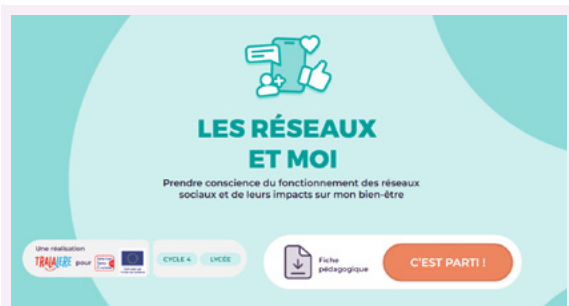 LES RÉSEAUX
ET MOI
Prendre conscience du fonctionnement des réseaux
sociaux et de leurs impacts sur mon bien-être
Une réalisation
TRALALERE pour
CYCLE 4
LYCÉE
Fiche
pédagogique
C'EST PARTI !